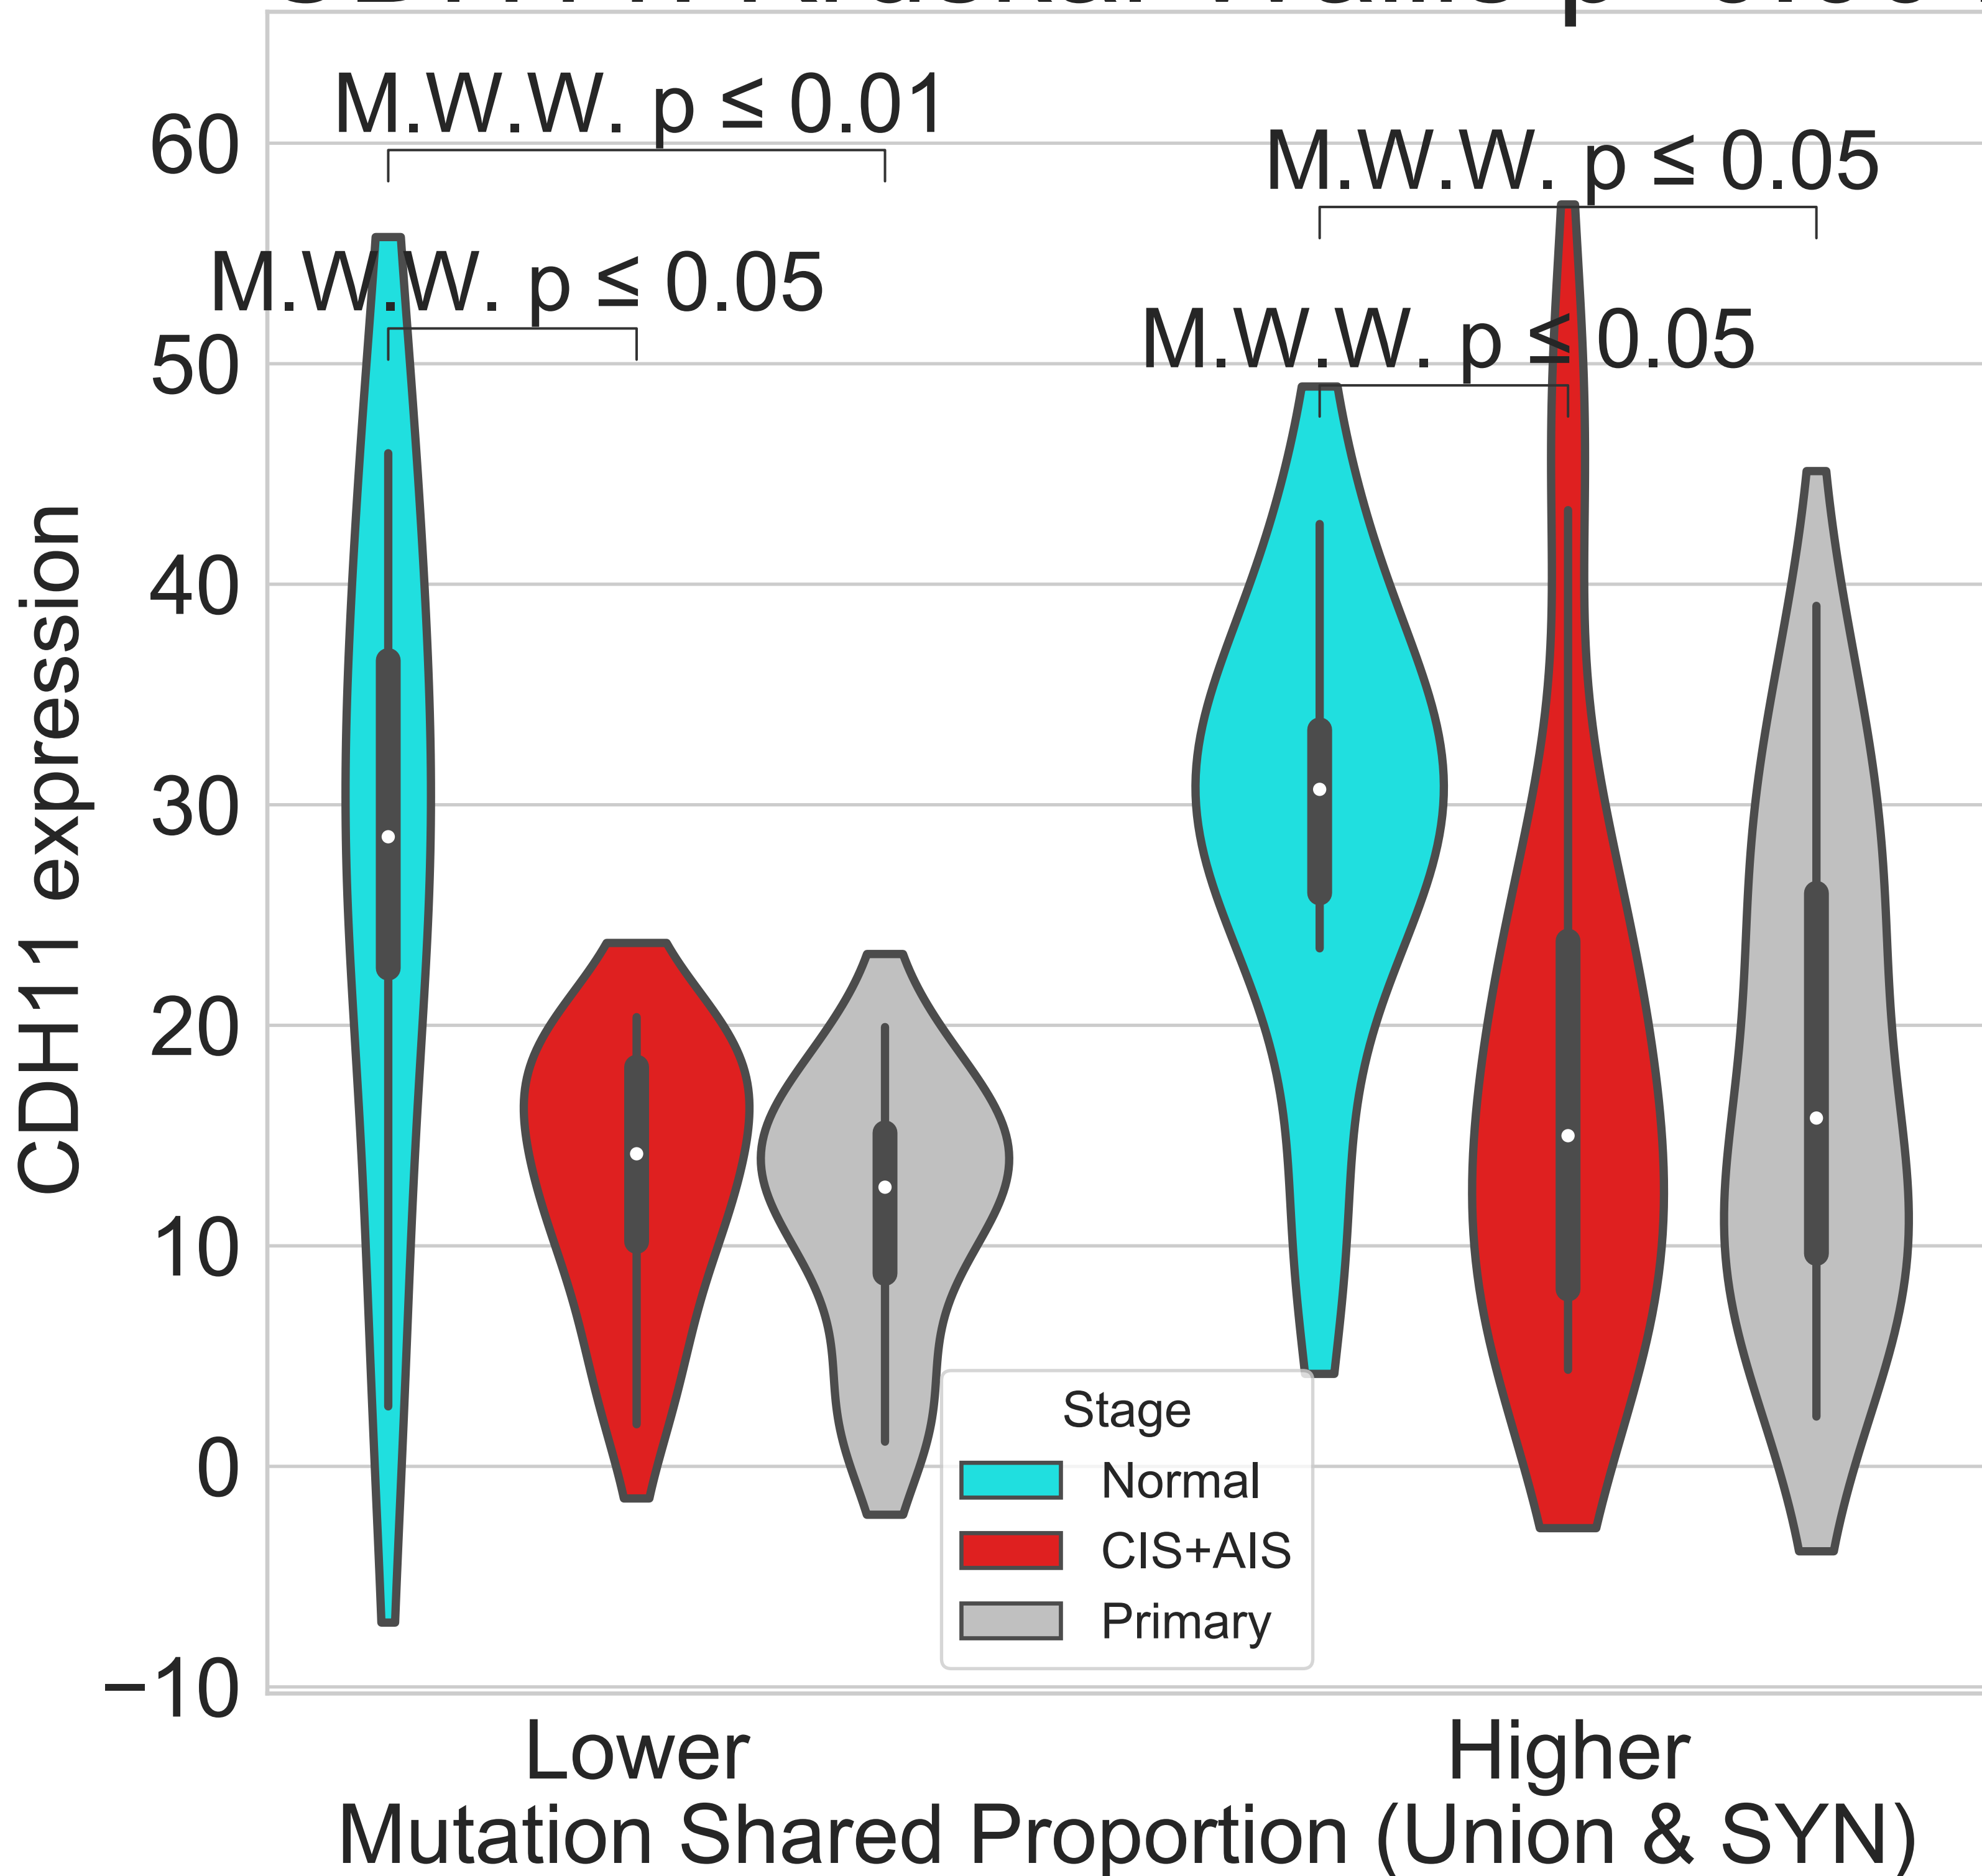 M.W.W. p ≤ 0.01
M.W.W. p ≤ 0.05
M.W.W. p ≤ 0.05
M.W.W. p ≤ 0.05
CDH11 expression
60
50
40
30
20
10
0
−10
Stage
Normal
CIS+AIS
Primary
Lower
Higher
Mutation Shared Proportion (Union & SYN)